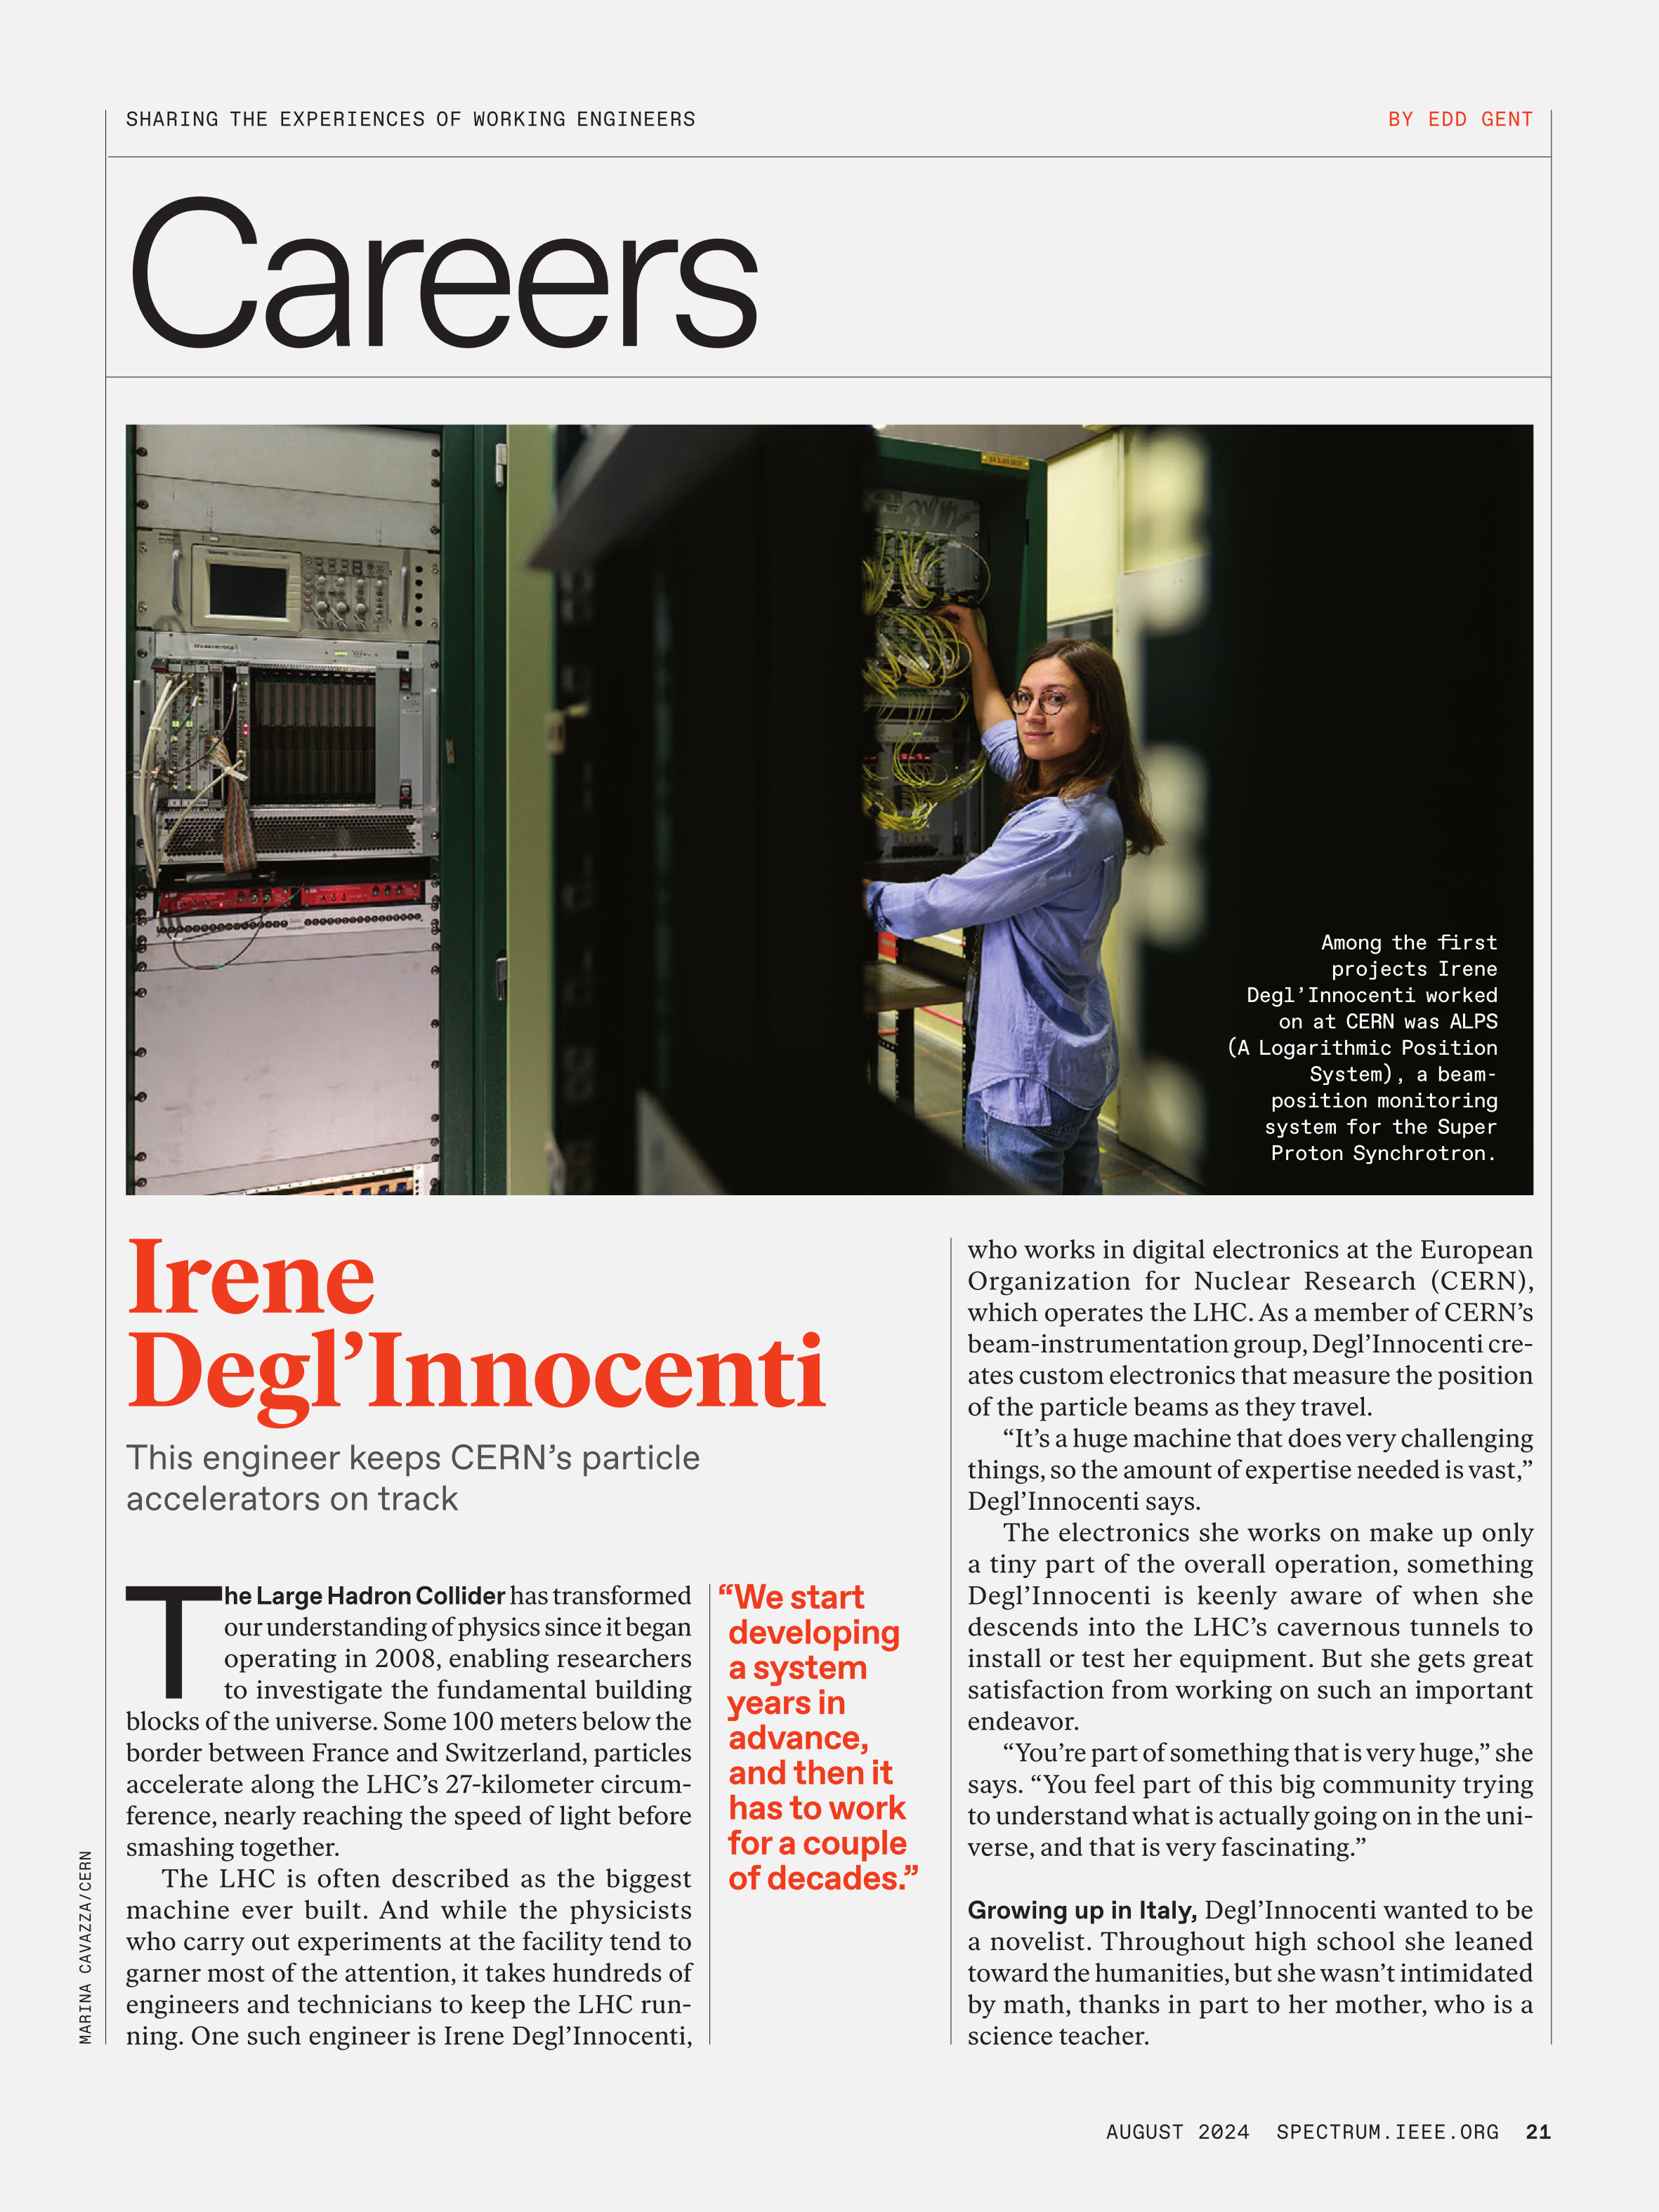 SHARING THE EXPERIENCES OF WORKING ENGINEERS
BY EDD GENT
Careers
Among the first
projects Irene
Degl’Innocenti worked
on at CERN was ALPS
(A Logarithmic Position
System), a beam-
position monitoring
system for the Super
Proton Synchrotron.
Irene
Degl’Innocenti
This engineer keeps CERN’s particle
accelerators on track
The Large Hadron Collider has transformed
our understanding of physics since it began
operating in 2008, enabling researchers
to investigate the fundamental building
blocks of the universe. Some 100 meters below the
border between France and Switzerland, particles
accelerate along the LHC’s 27-kilometer circum-
ference, nearly reaching the speed of light before
smashing together.
The LHC is often described as the biggest
machine ever built. And while the physicists
who carry out experiments at the facility tend to
garner most of the attention, it takes hundreds of
engineers and technicians to keep the LHC run-
ning. One such engineer is Irene Degl’Innocenti,
“We start
developing
a system
years in
advance,
and then it
has to work
for a couple
of decades.”
who works in digital electronics at the European
Organization for Nuclear Research (CERN),
which operates the LHC. As a member of CERN’s
beam-instrumentation group, Degl’Innocenti cre-
ates custom electronics that measure the position
of the particle beams as they travel.
“It’s a huge machine that does very challenging
things, so the amount of expertise needed is vast,”
Degl’Innocenti says.
The electronics she works on make up only
a tiny part of the overall operation, something
Degl’Innocenti is keenly aware of when she
descends into the LHC’s cavernous tunnels to
install or test her equipment. But she gets great
satisfaction from working on such an important
endeavor.
“You’re part of something that is very huge,” she
says. “You feel part of this big community trying
to understand what is actually going on in the uni-
verse, and that is very fascinating.”
Growing up in Italy, Degl’Innocenti wanted to be
a novelist. Throughout high school she leaned
toward the humanities, but she wasn’t intimidated
by math, thanks in part to her mother, who is a
science teacher.
MARINA CAVAZZA/CERN
AUGUST 2024 SPECTRUM.IEEE.ORG 21